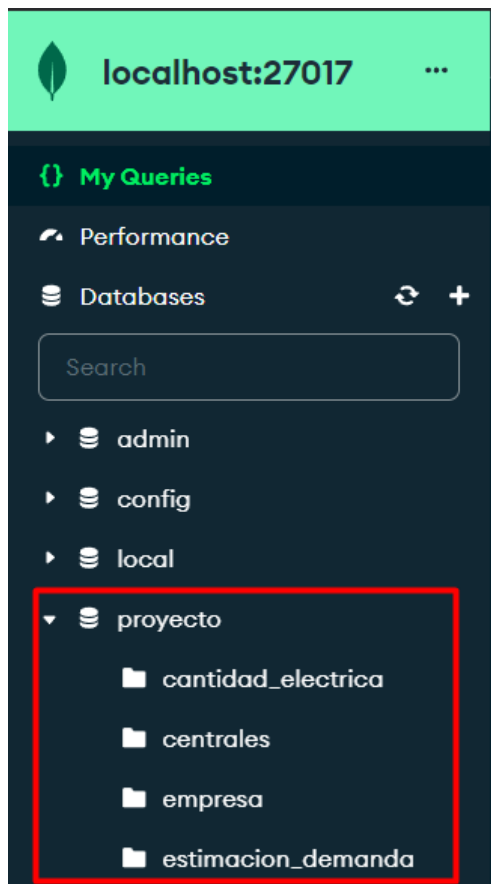 localhost:27017 ...
{} My Queries
Performance
Databases
Search
admin
config
local
proyecto
cantidad_electrica
centrales
empresa
estimacion_demanda